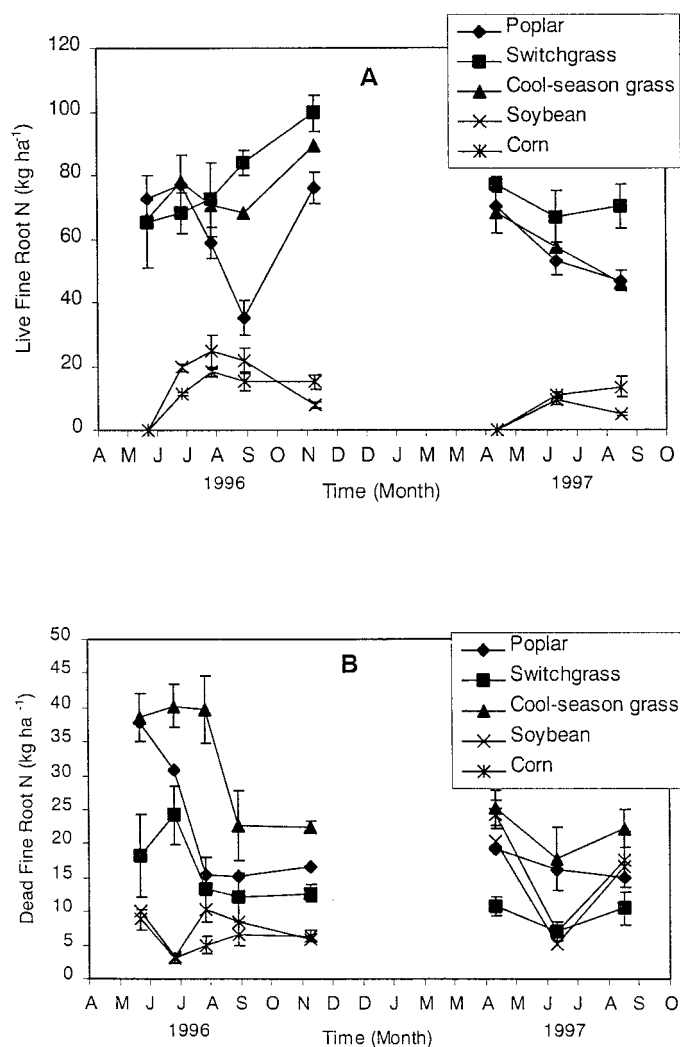 Poplar
Switchgrass
Cool-season grass
Soybean
Corn
A
120
100
80
60
40
20
0
Live Fine Root N (kg ha-1)
A M J J A S O N D D J M A M J J A S O
1996 1997
Time (Month)
Poplar
Switchgrass
Cool-season grass
Soybean
Corn
B
50
45
40
35
30
25
20
15
10
5
0
Dead Fine Root N (kg ha -1)
A M J J A S O N D D J M A M J J A S O
1996 1997
Time (Month)